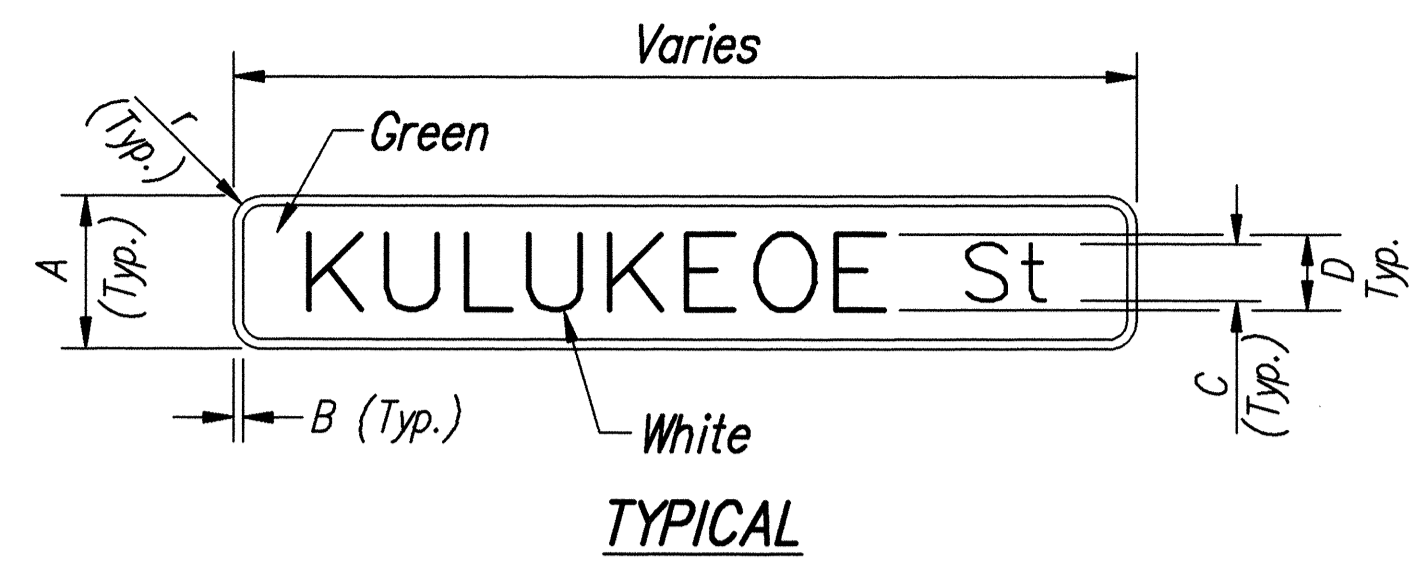 Varies
r
(Typ.)
Green
A
(Typ.)
KULUKEOE St
D
Typ.
C
(Typ.)
B (Typ.)
White
TYPICAL